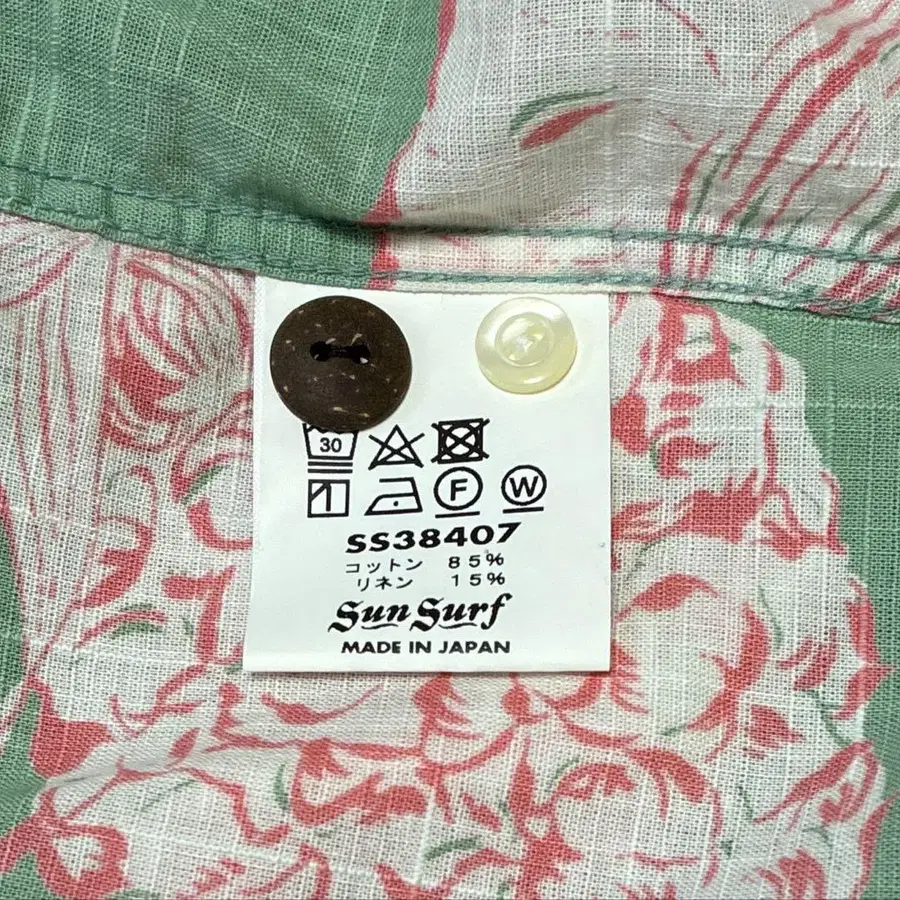 30
F W
SS38407
コットン 85%
リネン 15%
Sun Surf
MADE IN JAPAN